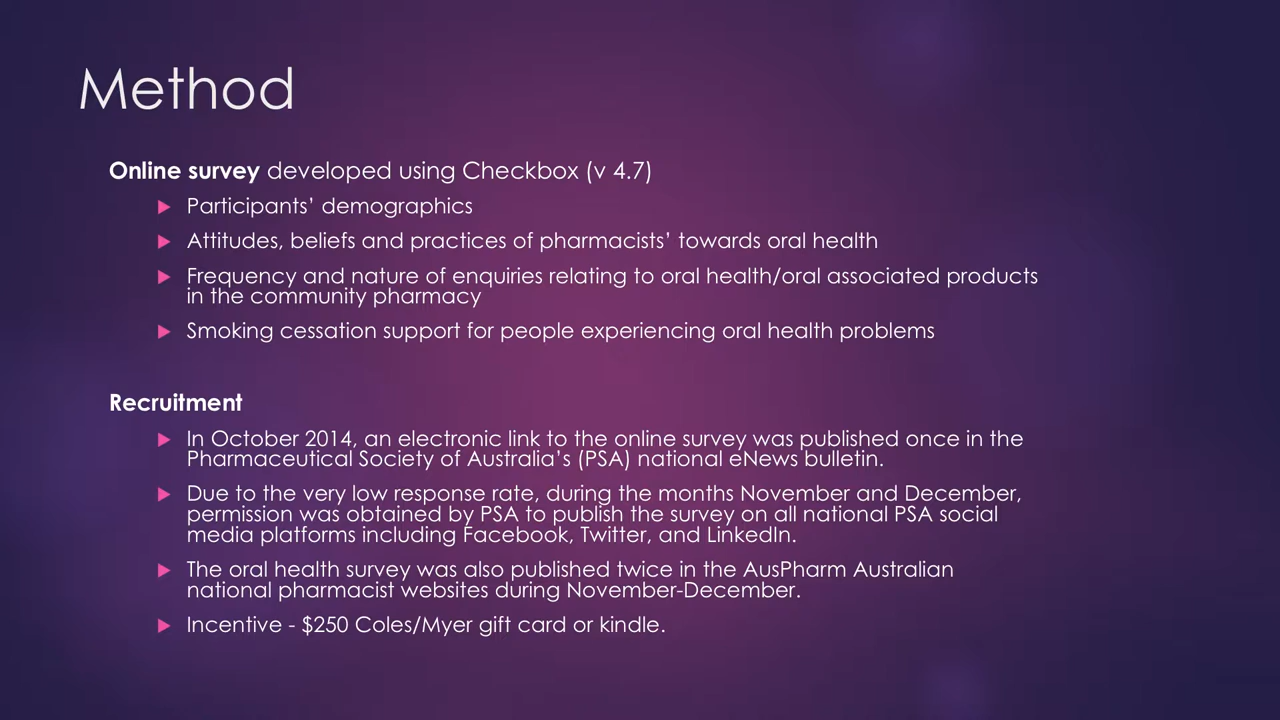 Method
Online survey developed using Checkbox (v 4.7)
Participants’ demographics
Attitudes, beliefs and practices of pharmacists’ towards oral health
Frequency and nature of enquiries relating to oral health/oral associated products
in the community pharmacy
Smoking cessation support for people experiencing oral health problems
Recruitment
In October 2014, an electronic link to the online survey was published once in the
Pharmaceutical Society of Australia’s (PSA) national eNews bulletin.
Due to the very low response rate, during the months November and December,
permission was obtained by PSA to publish the survey on all national PSA social
media platforms including Facebook, Twitter, and LinkedIn.
The oral health survey was also published twice in the AusPharm Australian
national pharmacist websites during November-December.
Incentive - $250 Coles/Myer gift card or kindle.